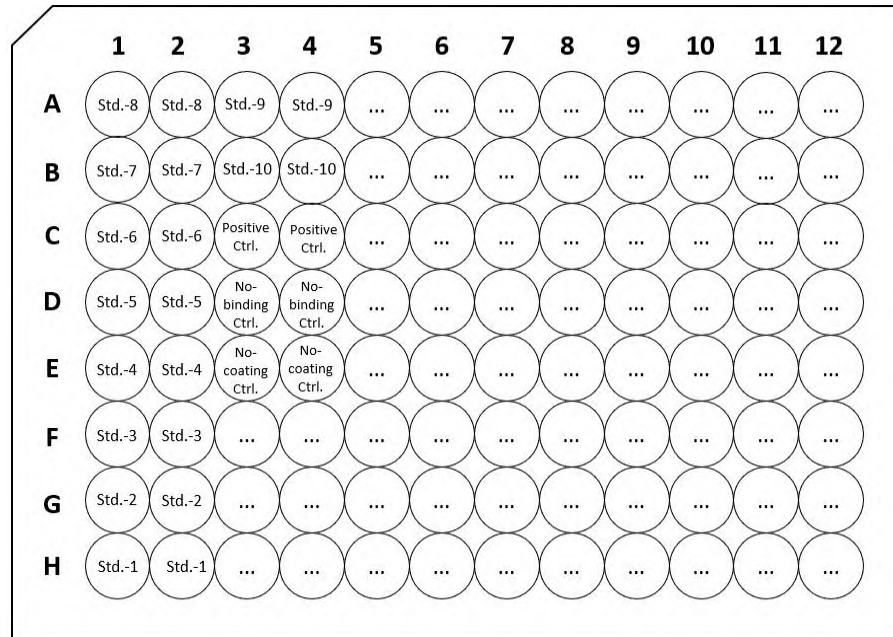 1 2 3 4 5 6 7 8 9 10 11 12
A Std.-8 Std.-8 Std.-9 Std.-9 ... ... ... ... ... ... ... ...
B Std.-7 Std.-7 Std.-10 Std.-10 ... ... ... ... ... ... ... ...
C Std.-6 Std.-6 Positive Ctrl. Positive Ctrl. ... ... ... ... ... ... ... ...
D Std.-5 Std.-5 No-binding Ctrl. No-binding Ctrl. ... ... ... ... ... ... ... ...
E Std.-4 Std.-4 No-coating Ctrl. No-coating Ctrl. ... ... ... ... ... ... ... ...
F Std.-3 Std.-3 ... ... ... ... ... ... ... ... ... ...
G Std.-2 Std.-2 ... ... ... ... ... ... ... ... ... ...
H Std.-1 Std.-1 ... ... ... ... ... ... ... ... ... ...